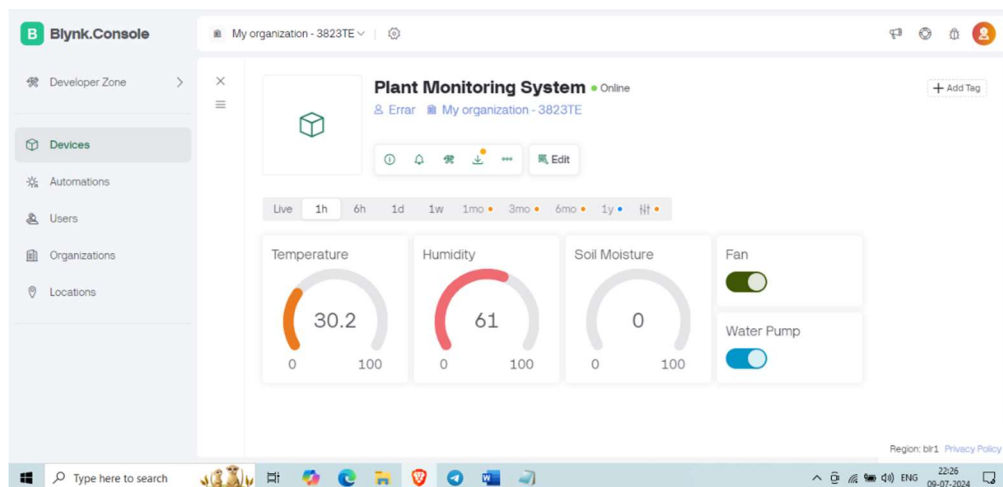 B Blynk.Console
My organization - 3823TE
Developer Zone
Devices
Automations
Users
Organizations
Locations
Plant Monitoring System Online
Errar My organization - 3823TE
Edit
Add Tag
Live 1h 6h 1d 1w 1mo 3mo 6mo 1y
Temperature
30.2
0 100
Humidity
61
0 100
Soil Moisture
0
0 100
Fan
Water Pump
Region: blr1 Privacy Policy
Type here to search
ENG
22:26
09-07-2024